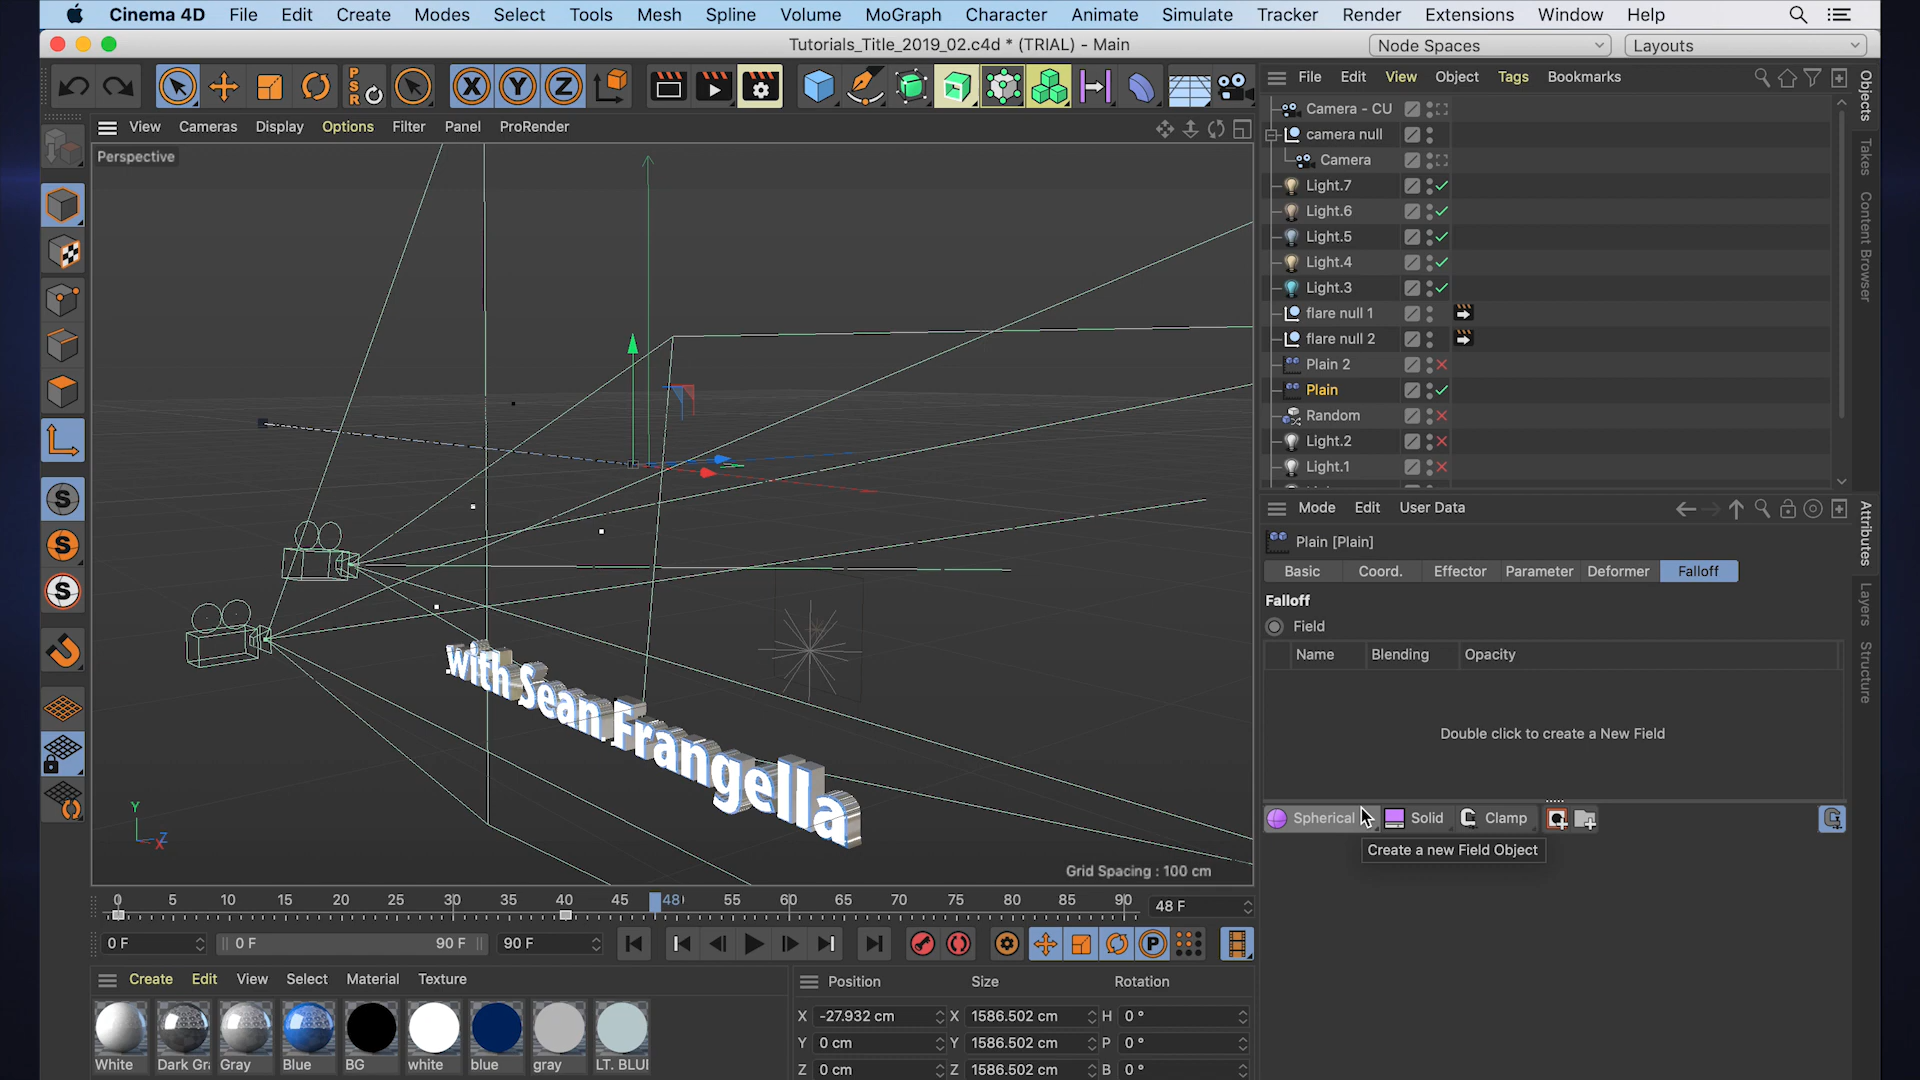 Cinema 4D File Edit Create Modes Select Tools Mesh Spline Volume MoGraph Character Animate Simulate Tracker Render Extensions Window Help
Tutorials_Title_2019_02.c4d * (TRIAL) - Main
Node Spaces
Layouts
PSR
X Y Z
View Cameras Display Options Filter Panel ProRender
Perspective
with Sean Frangella
Y
Z
X
Grid Spacing : 100 cm
S
S
S
File Edit View Object Tags Bookmarks
Camera - CU
camera null
Camera
Light.7
Light.6
Light.5
Light.4
Light.3
flare null 1
flare null 2
Plain 2
Plain
Random
Light.2
Light.1
Objects
Takes
Content Browser
Mode Edit User Data
Plain [Plain]
Basic Coord. Effector Parameter Deformer Falloff
Falloff
Field
Name Blending Opacity
Double click to create a New Field
Spherical Solid Clamp
Create a new Field Object
Attributes
Layers
Structure
0 5 10 15 20 25 30 35 40 45 48 55 60 65 70 75 80 85 90
48 F
0 F
0 F
90 F
90 F
P
Create Edit View Select Material Texture
White Dark Gr Gray Blue BG white blue gray LT. BLUI
Position Size Rotation
X -27.932 cm X 1586.502 cm H 0 °
Y 0 cm Y 1586.502 cm P 0 °
Z 0 cm Z 1586.502 cm B 0 °